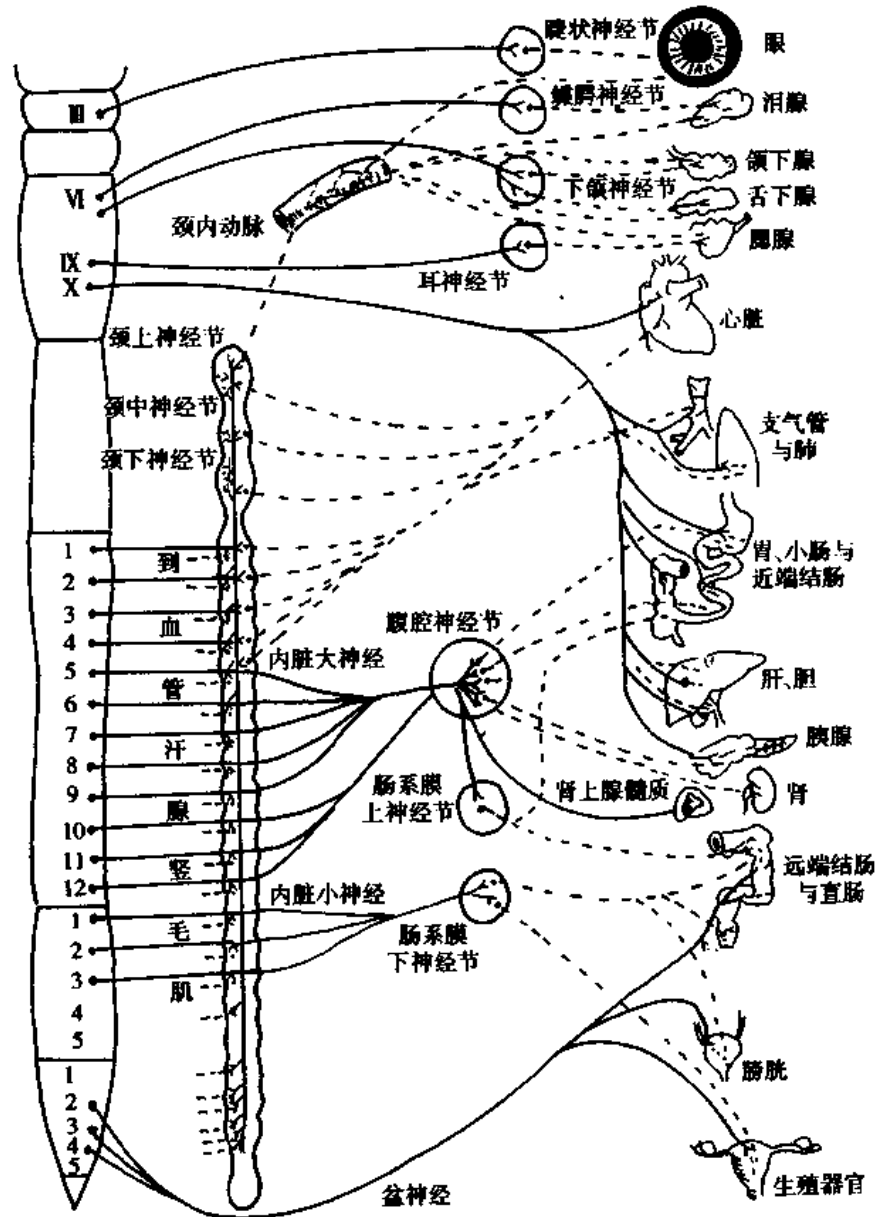 睫状神经节
眼
Ⅲ
蝶腭神经节
泪腺
颌下腺
Ⅵ
下颌神经节
舌下腺
颈内动脉
腮腺
Ⅸ
耳神经节
Ⅹ
心脏
颈上神经节
颈中神经节
支气管
与肺
颈下神经节
1
到
胃、小肠与
近端结肠
2
3
血
腹腔神经节
4
内脏大神经
5
管
肝、胆
6
7
汗
胰腺
8
肠系膜
上神经节
肾上腺髓质
肾
9
腺
10
11
竖
远端结肠
与直肠
12
内脏小神经
1
毛
肠系膜
下神经节
2
3
肌
4
5
1
膀胱
2
3
4
5
盆神经
生殖器官